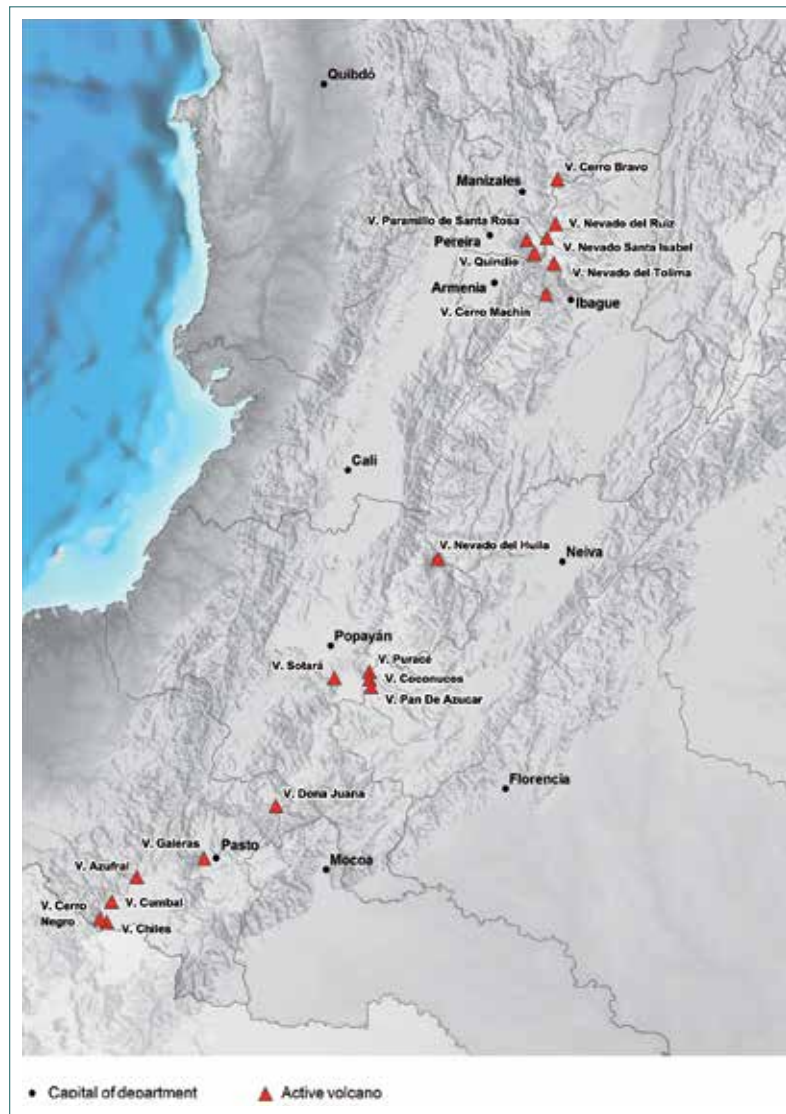 Quibdó
V. Cerro Bravo
Manizales
V. Paramillo de Santa Rosa
V. Nevado del Ruiz
Pereira
V. Nevado Santa Isabel
V. Quindío
V. Nevado del Tolima
Armenia
Ibague
V. Cerro Machín
Cali
V. Nevado del Huila
Neiva
Popayán
V. Puracé
V. Sotará
V. Coconucos
V. Pan De Azucar
Florencia
V. Dona Juana
V. Galeras
Pasto
V. Azufral
Mocoa
V. Cumbal
V. Cerro
Negro
V. Chiles
Capital of department
Active volcano